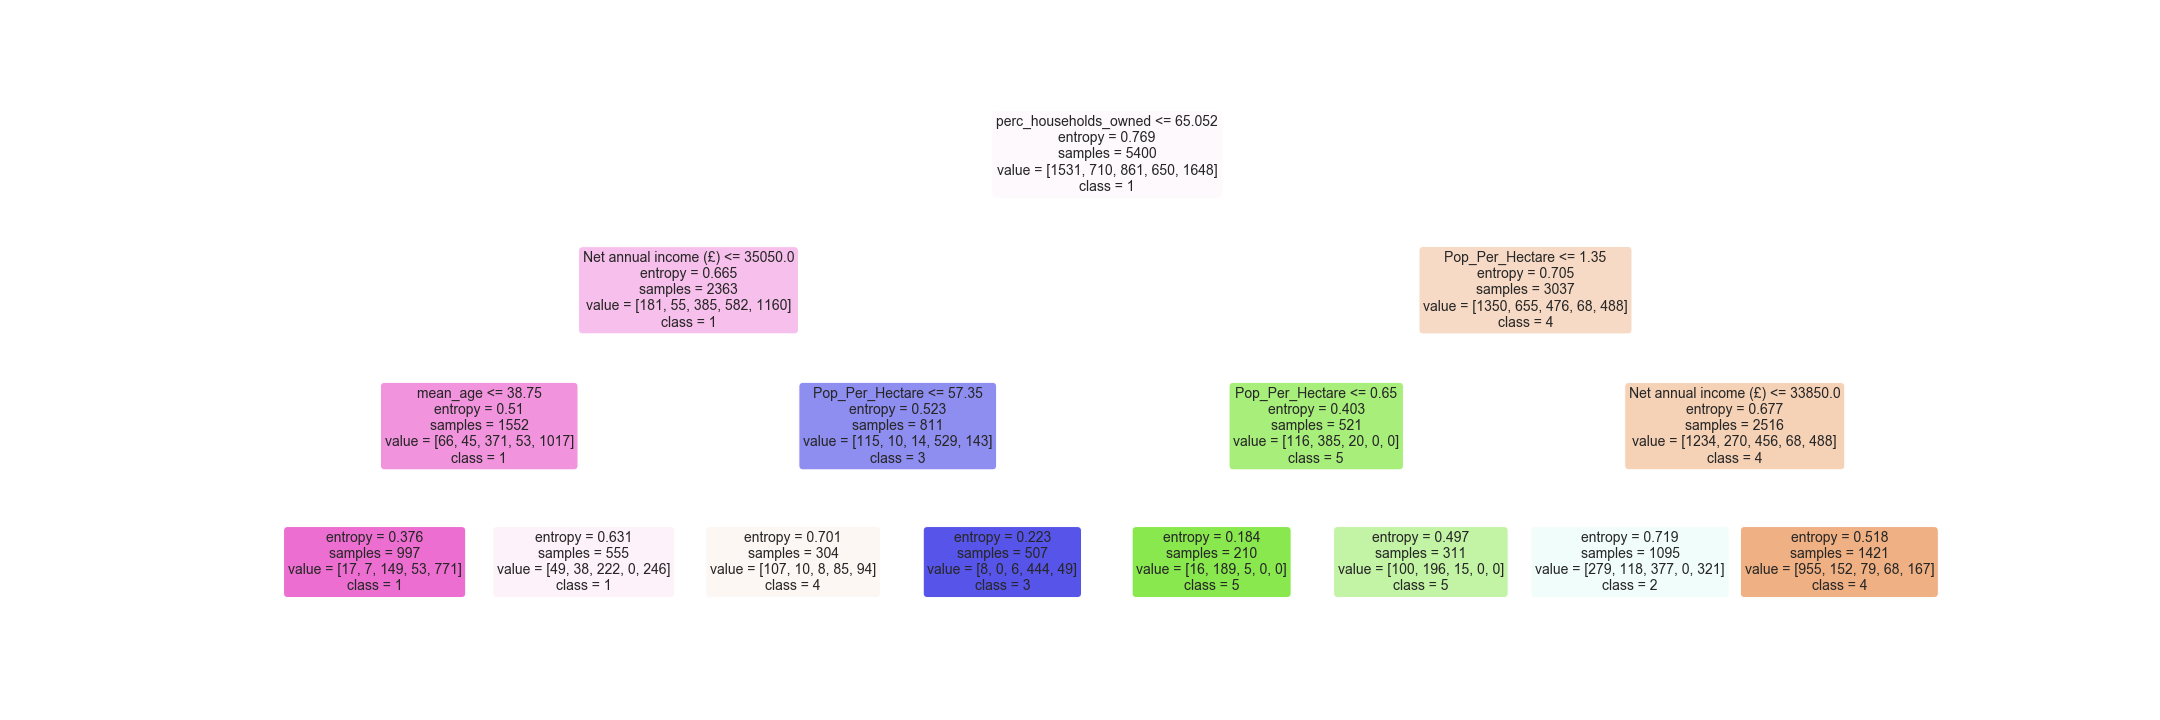 perc_households_owned <= 65.052
entropy = 0.769
samples = 5400
value = [1531, 710, 861, 650, 1648]
class = 1
Net annual income (£) <= 35050.0
entropy = 0.665
samples = 2363
value = [181, 55, 385, 582, 1160]
class = 1
Pop_Per_Hectare <= 1.35
entropy = 0.705
samples = 3037
value = [1350, 655, 476, 68, 488]
class = 4
mean_age <= 38.75
entropy = 0.51
samples = 1552
value = [66, 45, 371, 53, 1017]
class = 1
Pop_Per_Hectare <= 57.35
entropy = 0.523
samples = 811
value = [115, 10, 14, 529, 143]
class = 3
Pop_Per_Hectare <= 0.65
entropy = 0.403
samples = 521
value = [116, 385, 20, 0, 0]
class = 5
Net annual income (£) <= 33850.0
entropy = 0.677
samples = 2516
value = [1234, 270, 456, 68, 488]
class = 4
entropy = 0.376
samples = 997
value = [17, 7, 149, 53, 771]
class = 1
entropy = 0.631
samples = 555
value = [49, 38, 222, 0, 246]
class = 1
entropy = 0.701
samples = 304
value = [107, 10, 8, 85, 94]
class = 4
entropy = 0.223
samples = 507
value = [8, 0, 6, 444, 49]
class = 3
entropy = 0.184
samples = 210
value = [16, 189, 5, 0, 0]
class = 5
entropy = 0.497
samples = 311
value = [100, 196, 15, 0, 0]
class = 5
entropy = 0.719
samples = 1095
value = [279, 118, 377, 0, 321]
class = 2
entropy = 0.518
samples = 1421
value = [955, 152, 79, 68, 167]
class = 4